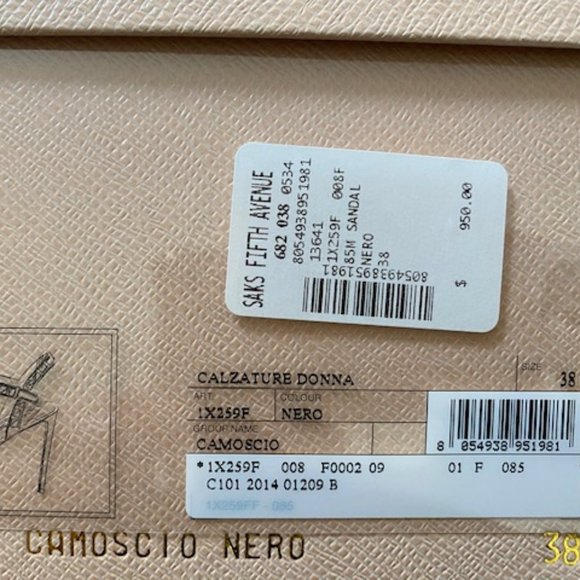 SAKS FIFTH AVENUE
682 038 0534
8054938951981
13641
1X259F 008F
85M SANDAL
NERO
38
8054938951981
$ 950.00
CALZATURE DONNA
SIZE
38
ART.
COLOUR
1X259F
NERO
GROUP NAME
CAMOSCIO
8 054938 951981
*1X259F 008 F0002 09 01 F 085
C101 2014 01209 B
1X259FF - 085
CAMOSCIO NERO 38